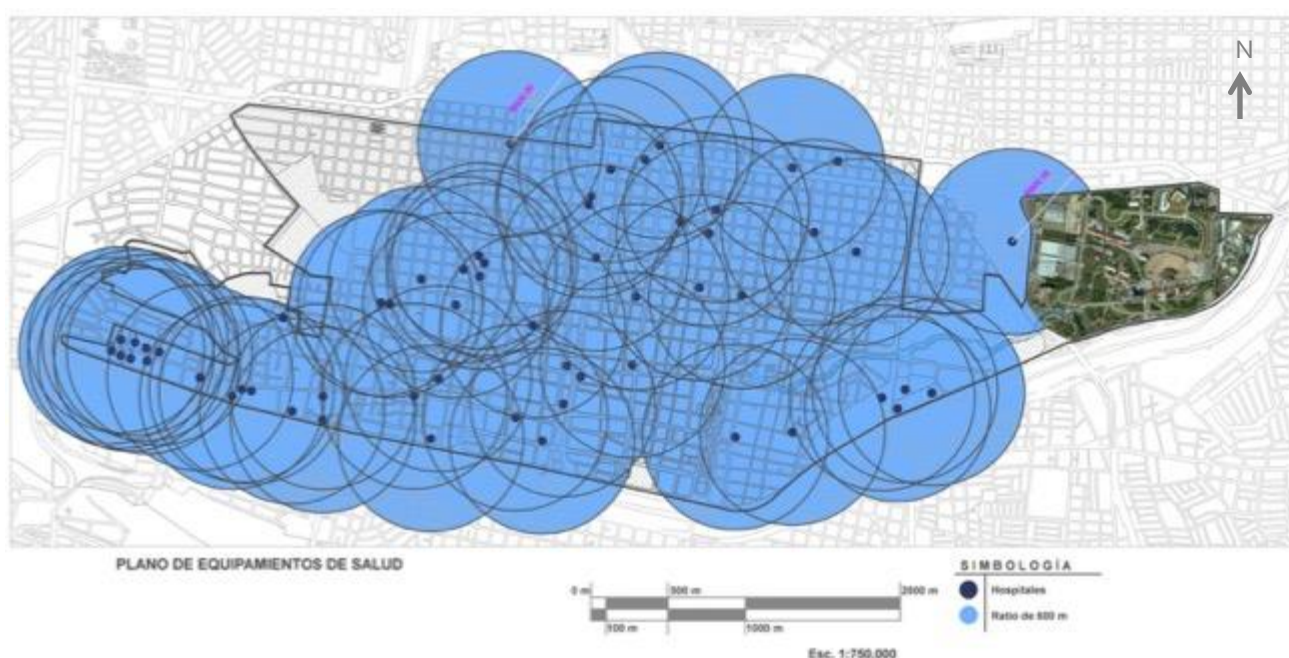 N
PLANO DE EQUIPAMIENTOS DE SALUD
0 m 500 m 2000 m
100 m 1000 m
Esc. 1:750,000
SIMBOLOGÍA
Hospitales
Ratio de 600 m